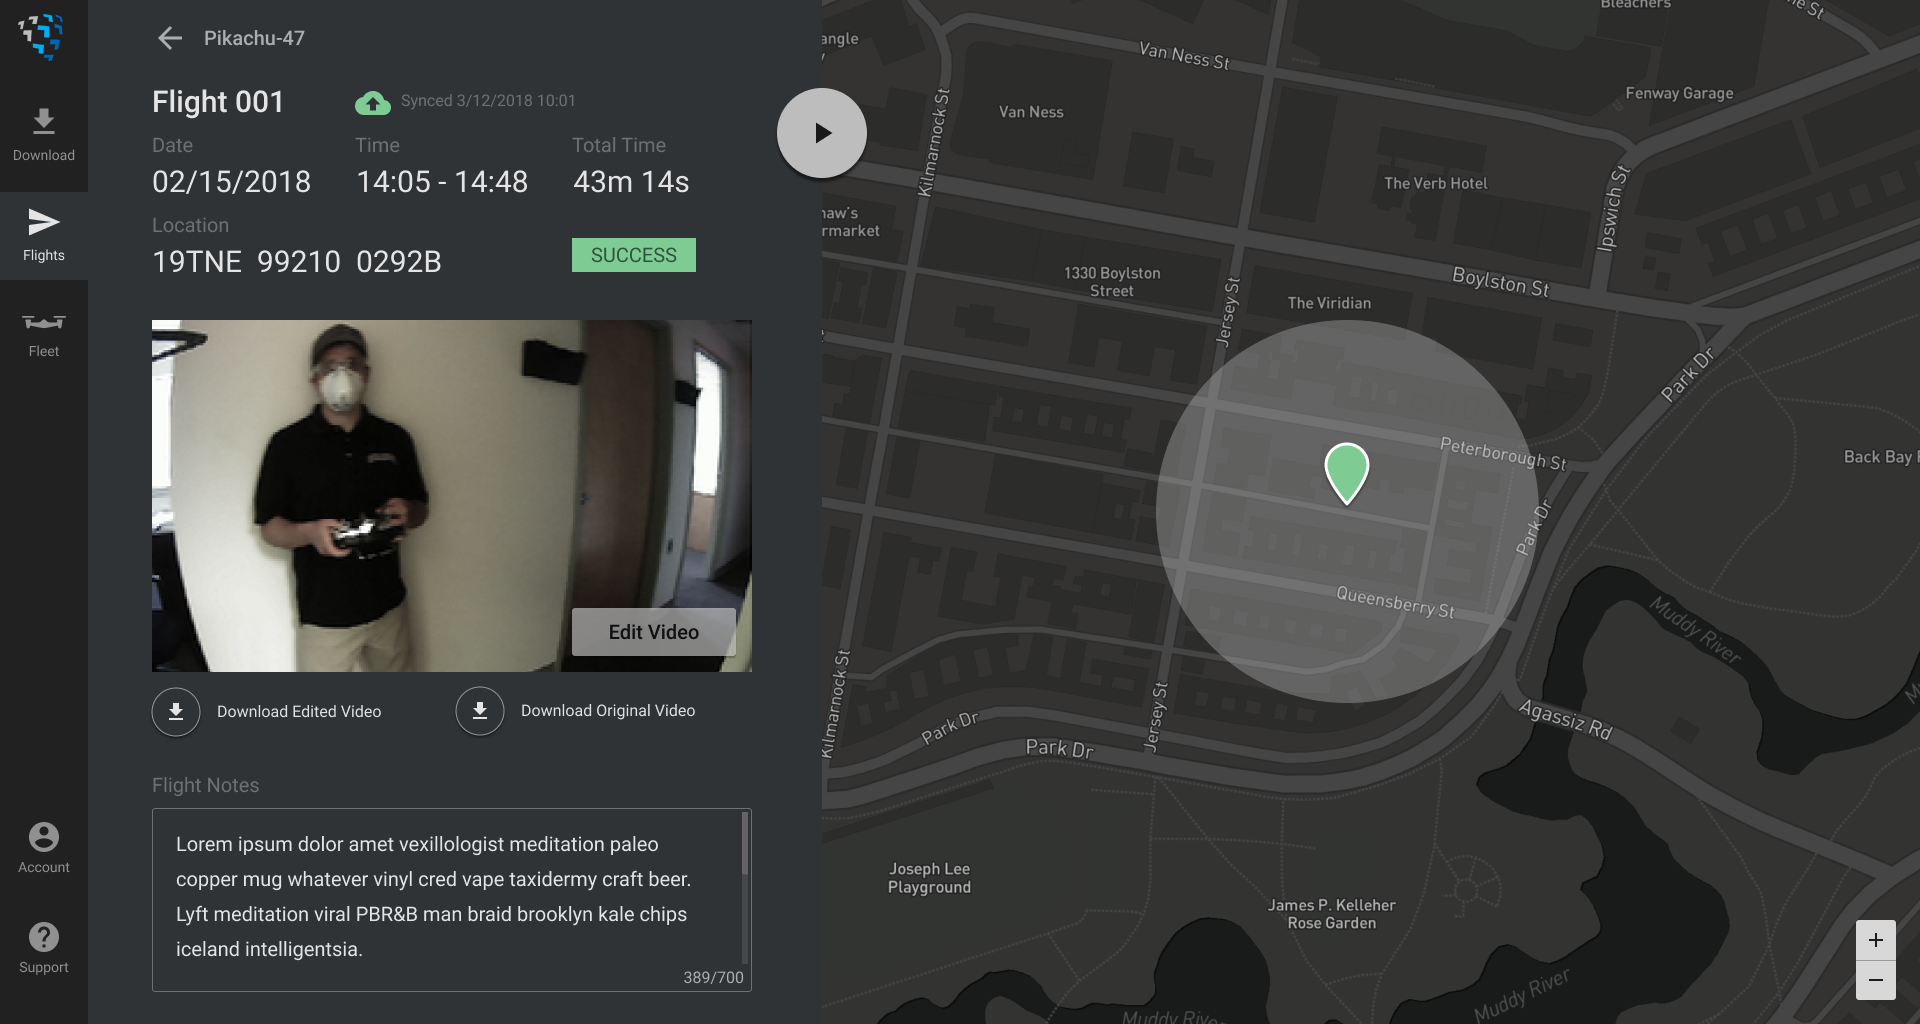 Pikachu-47
Flight 001
Synced 3/12/2018 10:01
Date
Time
Total Time
02/15/2018
14:05 - 14:48
43m 14s
Location
19TNE 99210 0292B
SUCCESS
Download
Flights
Fleet
Account
Support
Edit Video
Download Edited Video
Download Original Video
Flight Notes
Lorem ipsum dolor amet vexillologist meditation paleo
copper mug whatever vinyl cred vape taxidermy craft beer.
Lyft meditation viral PBR&B man braid brooklyn kale chips
iceland intelligentsia.
389/700
Bleachers
Van Ness St
Fenway Garage
Van Ness
Kilmarnock St
The Verb Hotel
Ipswich St
1330 Boylston
Street
Boylston St
The Viridian
Jersey St
Park Dr
Peterborough St
Back Bay
Park Dr
Queensberry St
Muddy River
Kilmarnock St
Jersey St
Park Dr
Park Dr
Agassiz Rd
Joseph Lee
Playground
James P. Kelleher
Rose Garden
Muddy River
Muddy River
+
−